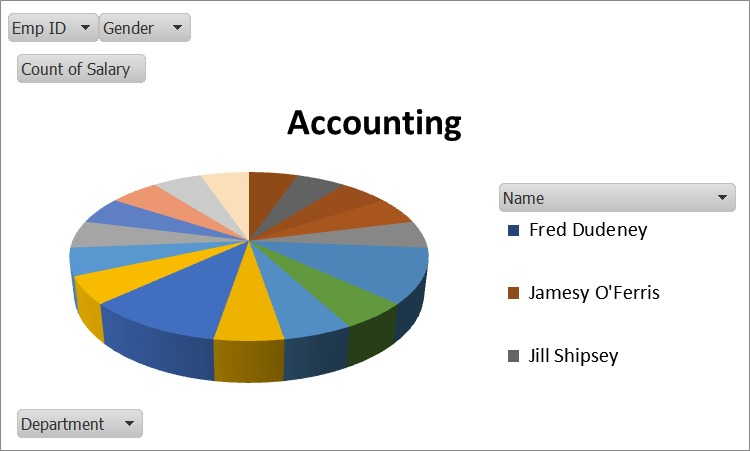 Emp ID
Gender
Count of Salary
Accounting
Name
Fred Dudeney
Jamesy O'Ferris
Jill Shipsey
Department